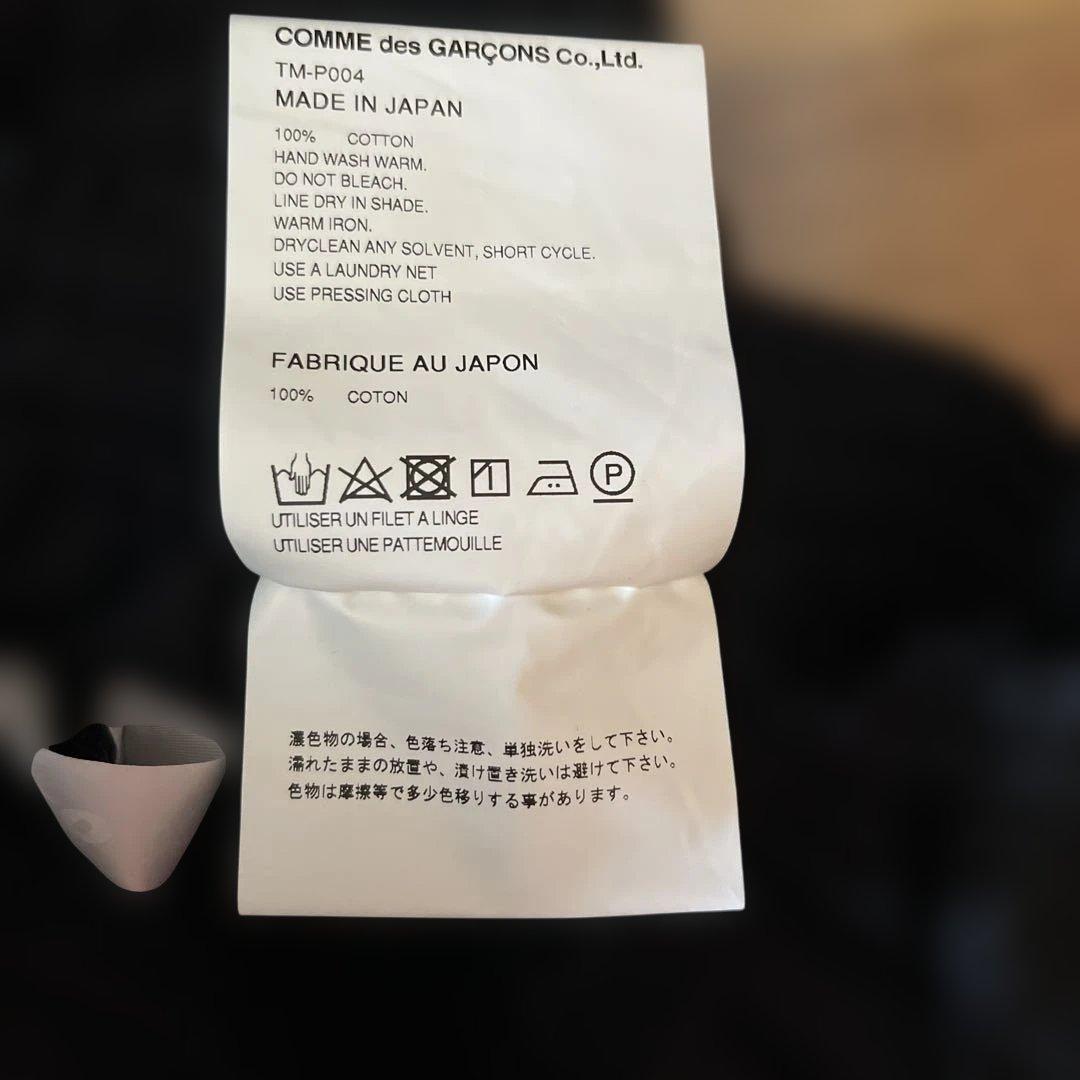 COMME des GARÇONS Co.,Ltd.
TM-P004
MADE IN JAPAN
100% COTTON
HAND WASH WARM.
DO NOT BLEACH.
LINE DRY IN SHADE.
WARM IRON.
DRYCLEAN ANY SOLVENT, SHORT CYCLE.
USE A LAUNDRY NET
USE PRESSING CLOTH
FABRIQUE AU JAPON
100% COTON
P
UTILISER UN FILET A LINGE
UTILISER UNE PATTEMOUILLE
濃色物の場合、色落ち注意、単独洗いをして下さい。
濡れたままの放置や、漬け置き洗いは避けて下さい。
色物は摩擦等で多少色移りする事があります。